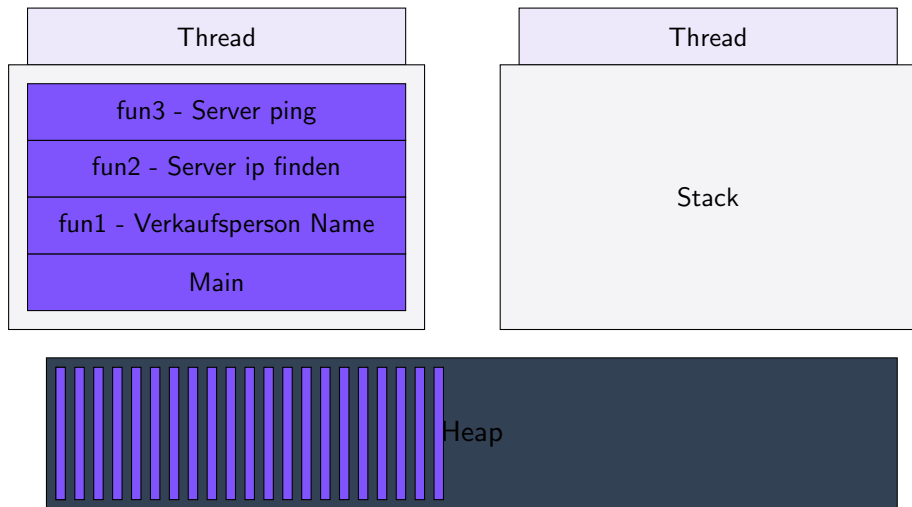 Thread
Thread
fun3 - Server ping
fun2 - Server ip finden
fun1 - Verkaufsperson Name
Main
Stack
Heap